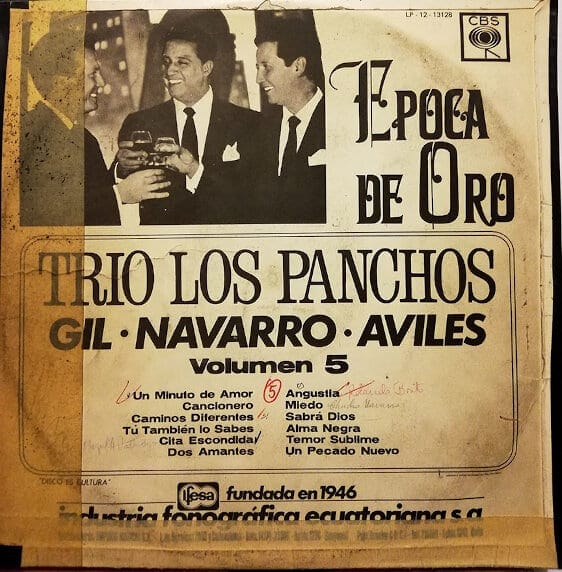 LP - 12 - 13128
CBS
EPOCA
DE ORO
TRIO LOS PANCHOS
GIL · NAVARRO · AVILES
Volumen 5
Un Minuto de Amor
Cancionero
Caminos Diferentes
Tú También lo Sabes
Cita Escondida
Dos Amantes
5
Angustia
Miedo
Sabrá Dios
Alma Negra
Temor Sublime
Un Pecado Nuevo
"DISCO ES CULTURA"
ifesa fundada en 1946
industria fonográfica ecuatoriana s.a.